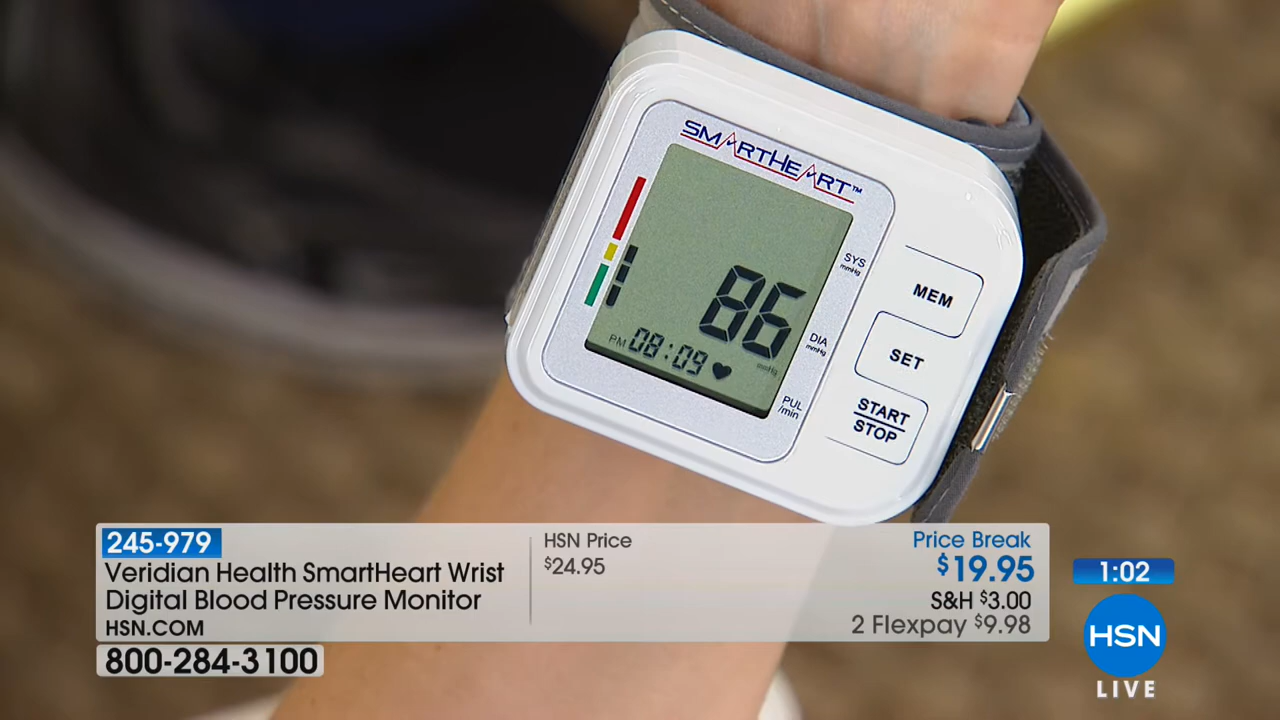 SMARTHEART™
SYS
mmHg
86
DIA
mmHg
PM 08:09
mmHg
PUL
/min
MEM
SET
START
STOP
245-979
Veridian Health SmartHeart Wrist
Digital Blood Pressure Monitor
HSN.COM
800-284-3100
HSN Price
$24.95
Price Break
$19.95
S&H $3.00
2 Flexpay $9.98
1:02
HSN
LIVE